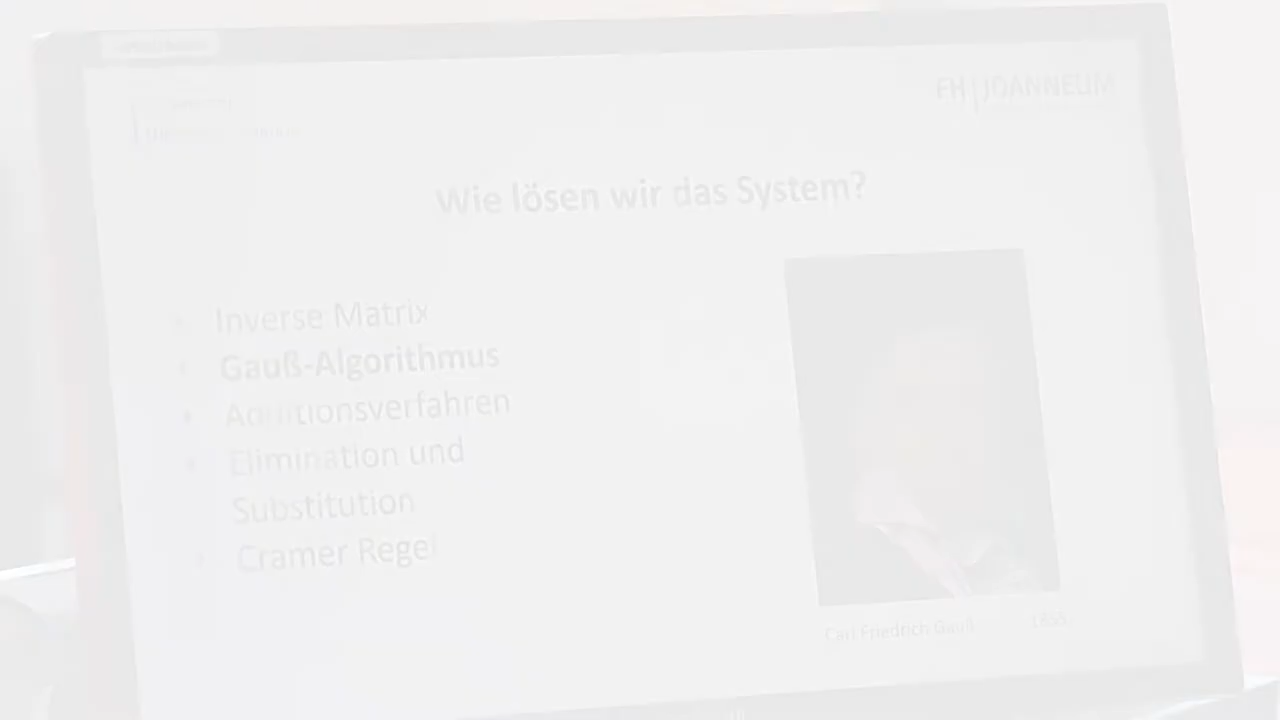 FH | JOANNEUM
Wie lösen wir das System?
• Inverse Matrix
• Gauß-Algorithmus
• Additionsverfahren
• Elimination und
Substitution
• Cramer Regel
Carl Friedrich Gauß 1855